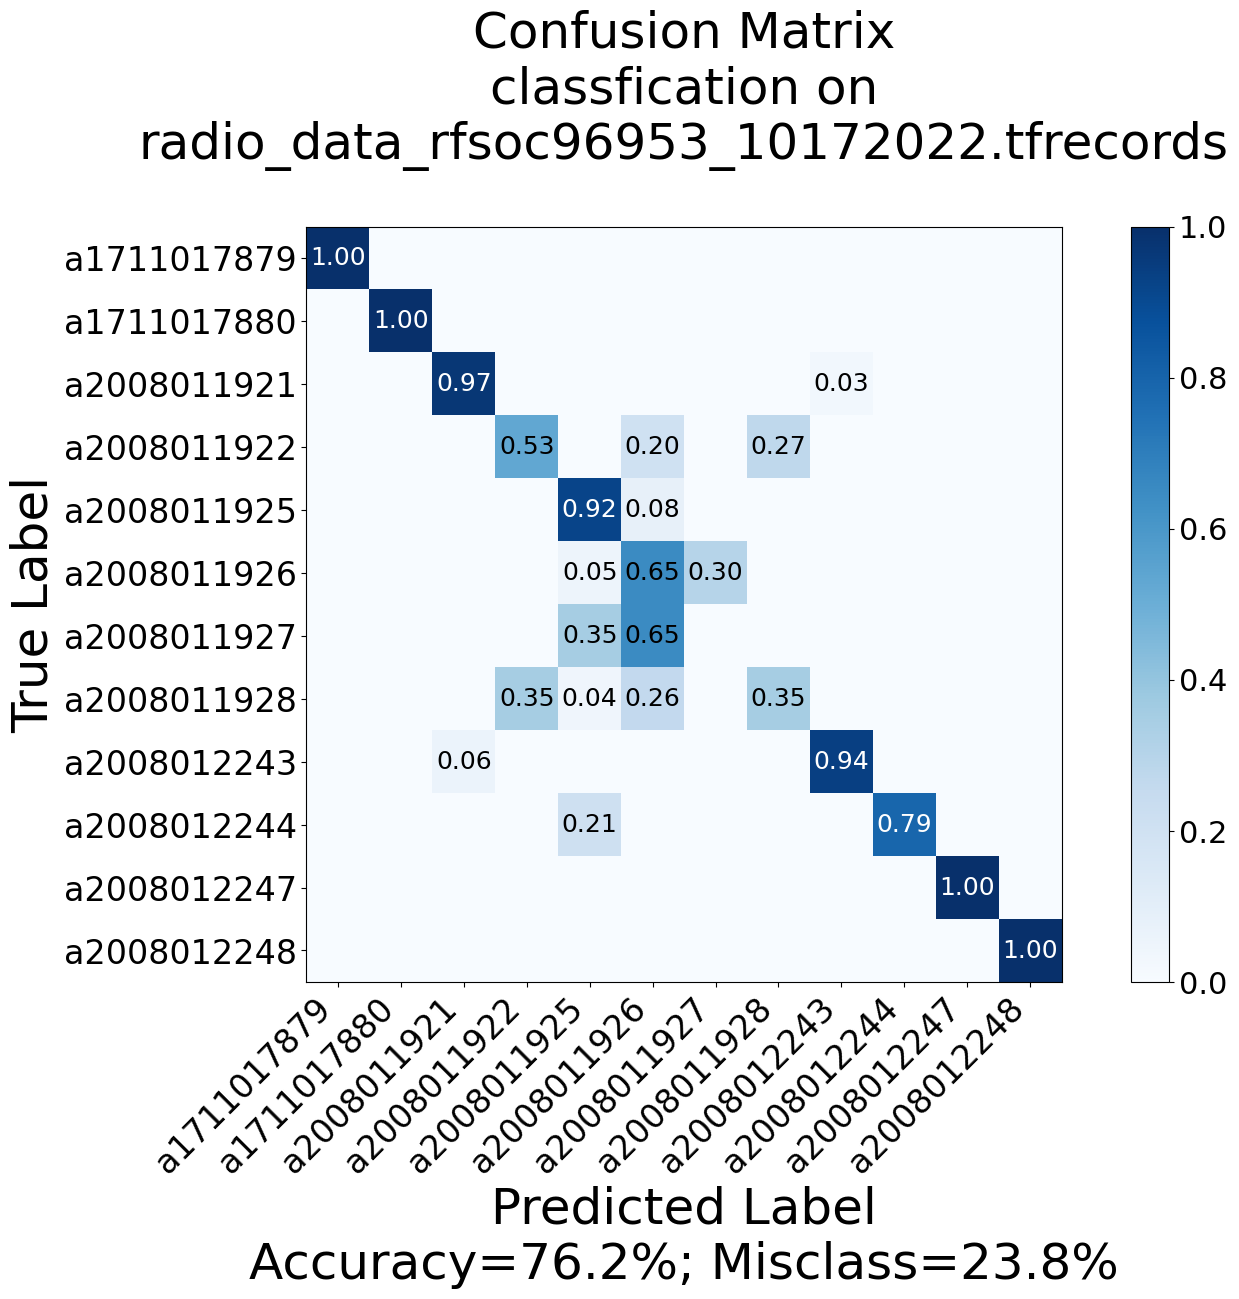 Confusion Matrix
classfication on
radio_data_rfsoc96953_10172022.tfrecords
True Label
a1711017879 1.00
a1711017880 1.00
a2008011921 0.97 0.03
a2008011922 0.53 0.20 0.27
a2008011925 0.92 0.08
a2008011926 0.05 0.65 0.30
a2008011927 0.35 0.65
a2008011928 0.35 0.04 0.26 0.35
a2008012243 0.06 0.94
a2008012244 0.21 0.79
a2008012247 1.00
a2008012248 1.00
1.0
0.8
0.6
0.4
0.2
0.0
a1711017879
a1711017880
a2008011921
a2008011922
a2008011925
a2008011926
a2008011927
a2008011928
a2008012243
a2008012244
a2008012247
a2008012248
Predicted Label
Accuracy=76.2%; Misclass=23.8%